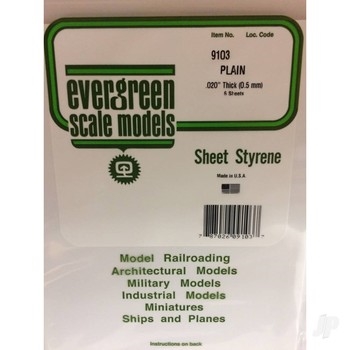 Item No. Loc. Code
9103
PLAIN
.020" Thick (0.5 mm)
6 Sheets
evergreen
scale models
Sheet Styrene
Made in U.S.A
Model Railroading
Architectural Models
Military Models
Industrial Models
Miniatures
Ships and Planes
Instructions on back